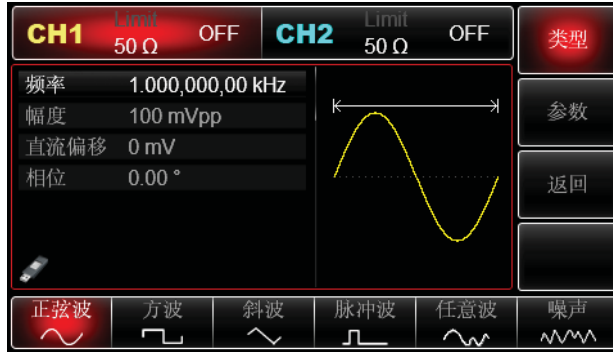 CH1 Limit 50 Ω OFF CH2 Limit 50 Ω OFF
类型
频率 1.000,000,00 kHz
幅度 100 mVpp
直流偏移 0 mV
相位 0.00 °
参数
返回
正弦波 方波 斜波 脉冲波 任意波 噪声